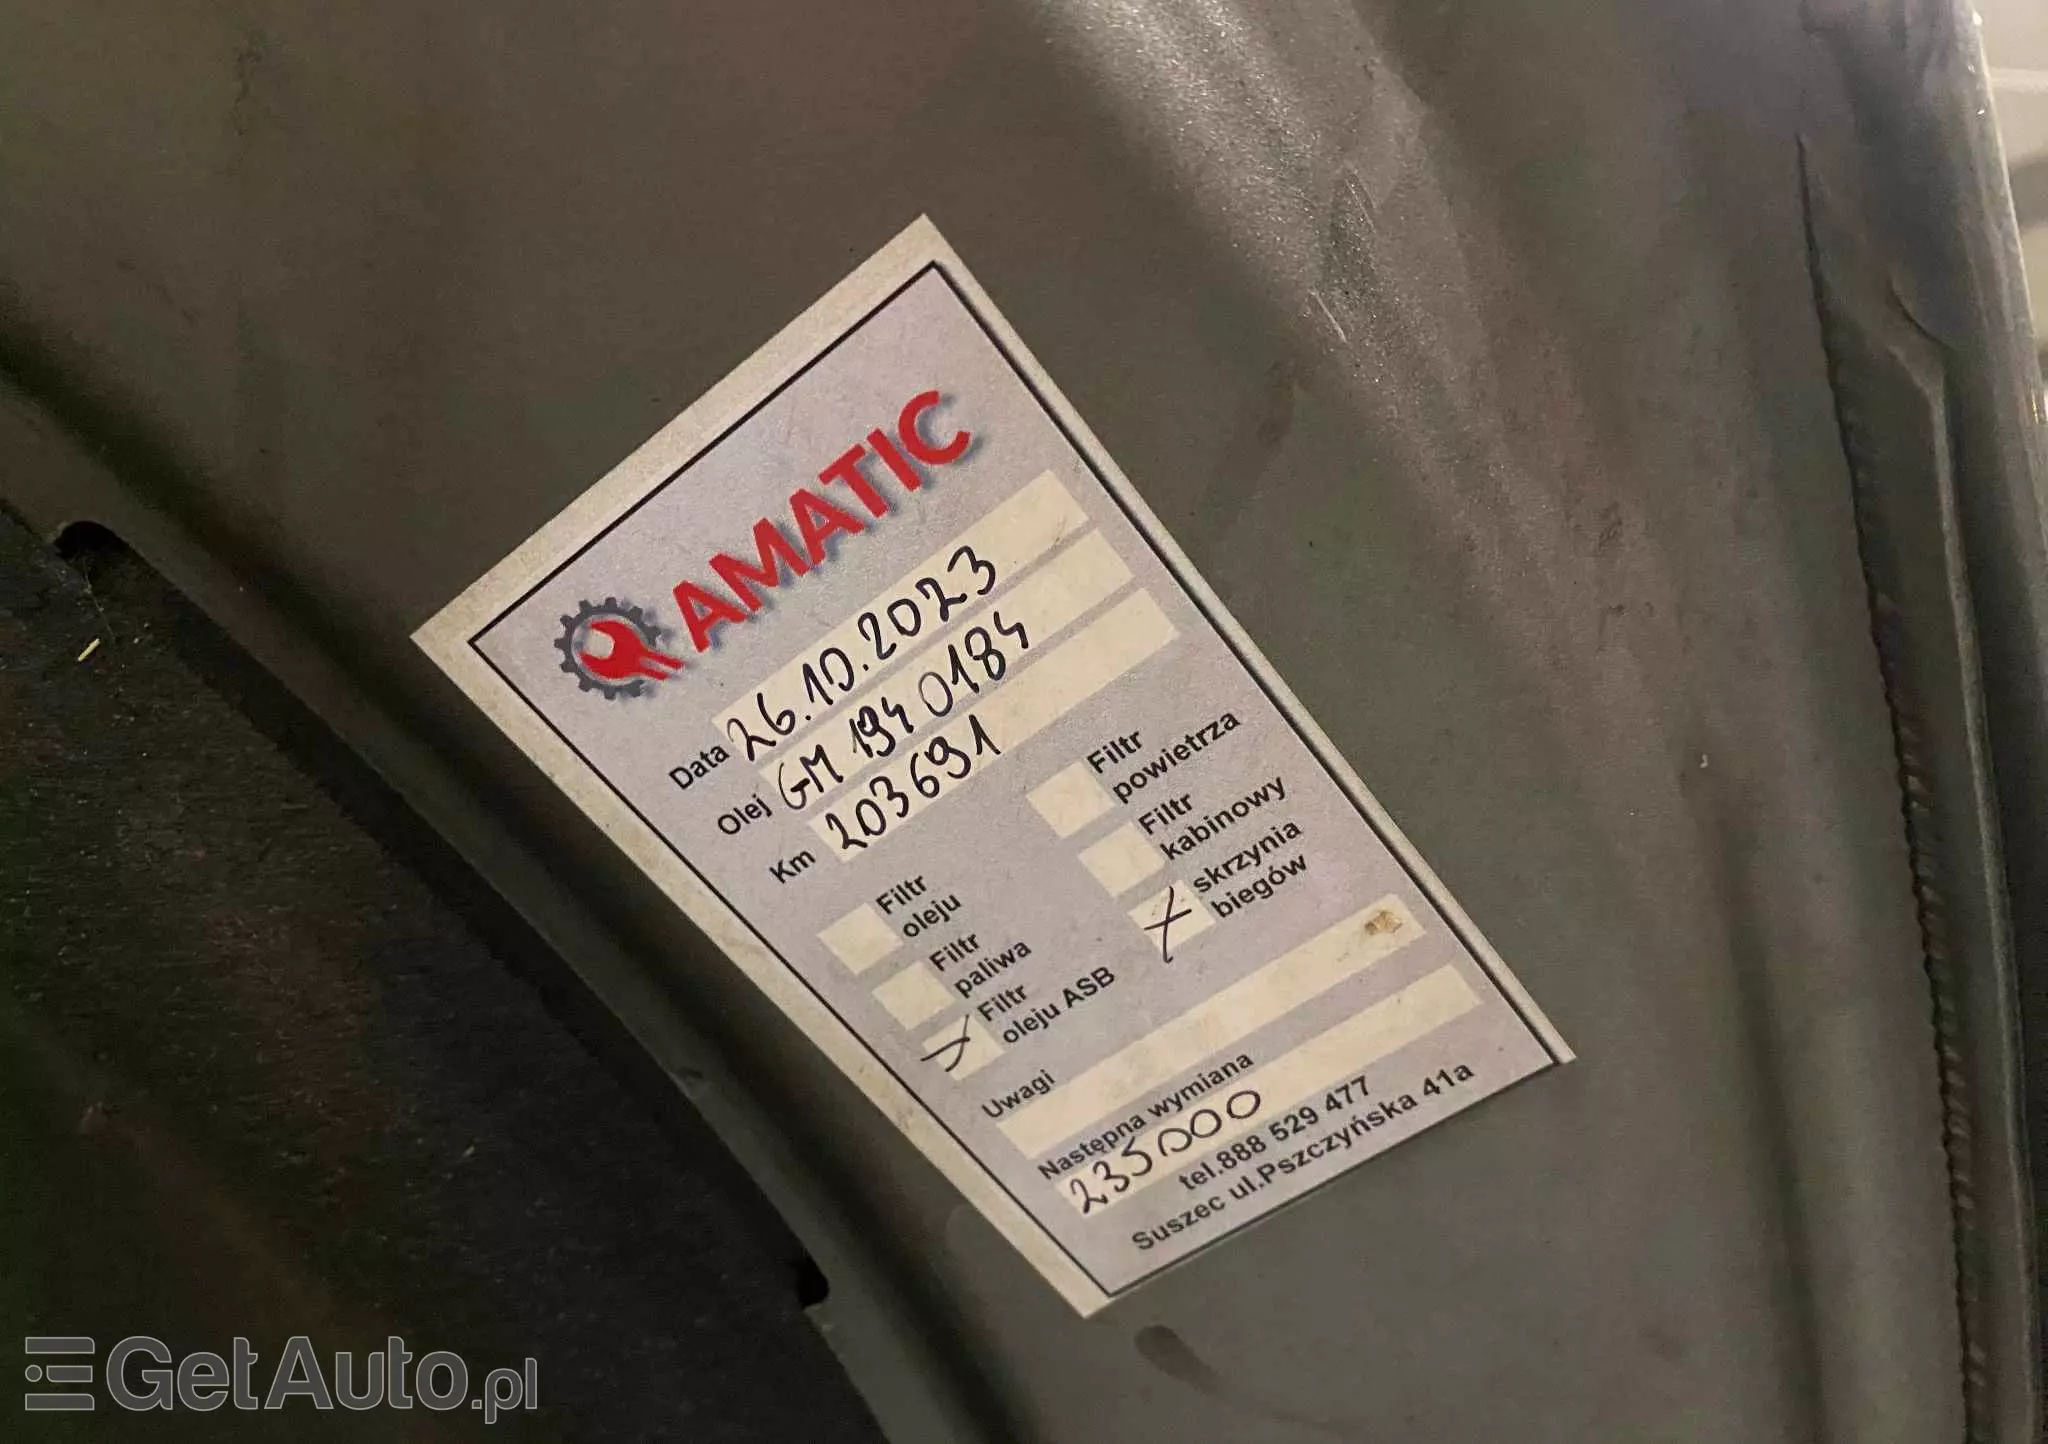 AMATIC
Data 26.10.2023
Olej GM 1940184
Km 203691
Filtr
oleju
Filtr
paliwa
Filtr
oleju ASB
Filtr
powietrza
Filtr
kabinowy
skrzynia
biegów
Uwagi
Następna wymiana
235000
tel.888 529 477
Suszec ul.Pszczyńska 41a
GetAuto.pl